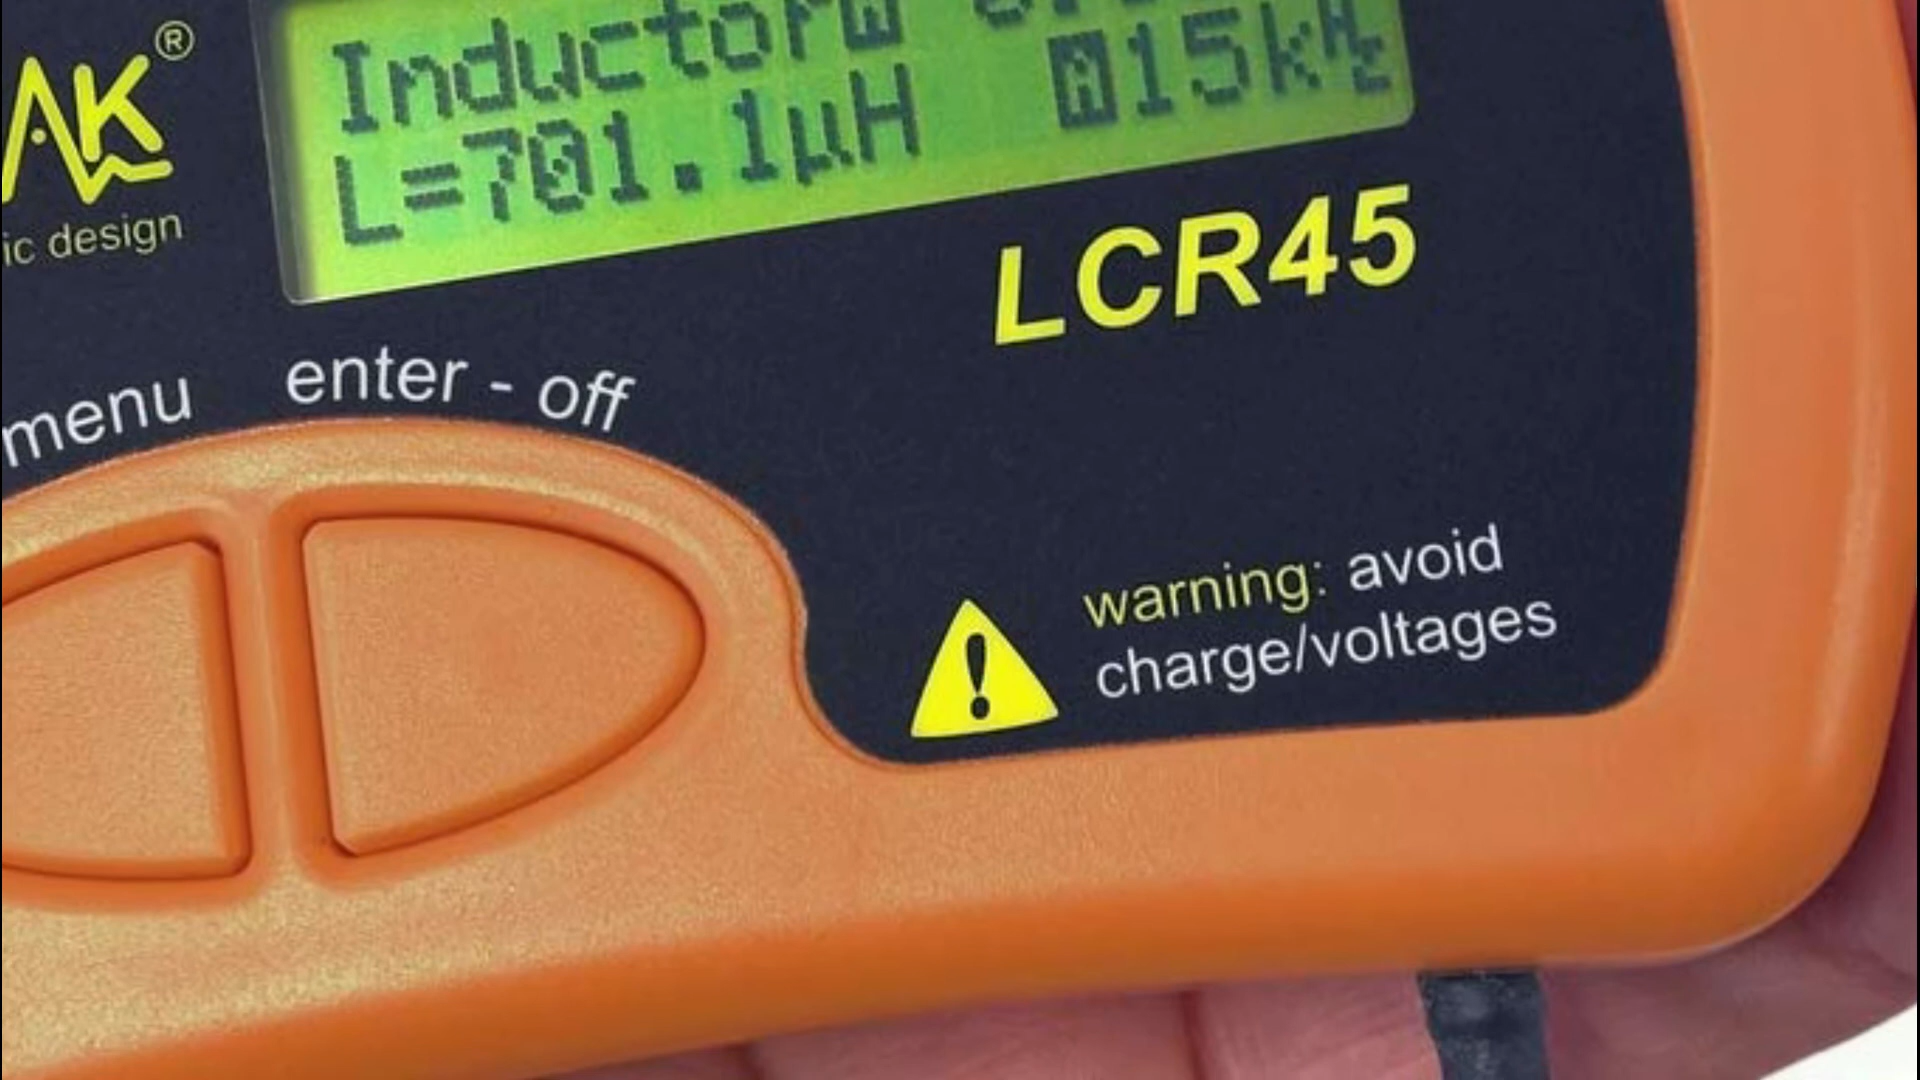 AK®
ic design
Inductor
L=701.1µH 15kHz
LCR45
menu
enter - off
warning: avoid
charge/voltages